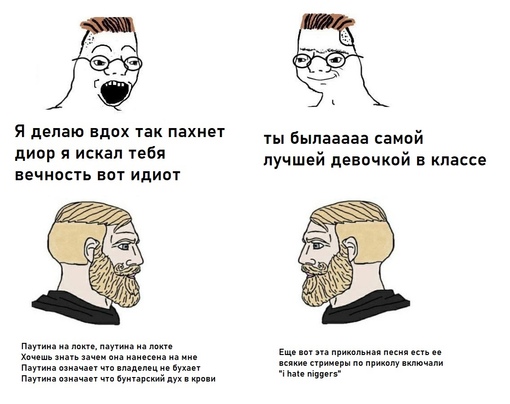 Я делаю вдох так пахнет
диор я искал тебя
вечность вот идиот
ты былааааа самой
лучшей девочкой в классе
Паутина на локте, паутина на локте
Хочешь знать зачем она нанесена на мне
Паутина означает что владелец не бухает
Паутина означает что бунтарский дух в крови
Еще вот эта прикольная песня есть ее
всякие стримеры по приколу включали
"i hate niggers"